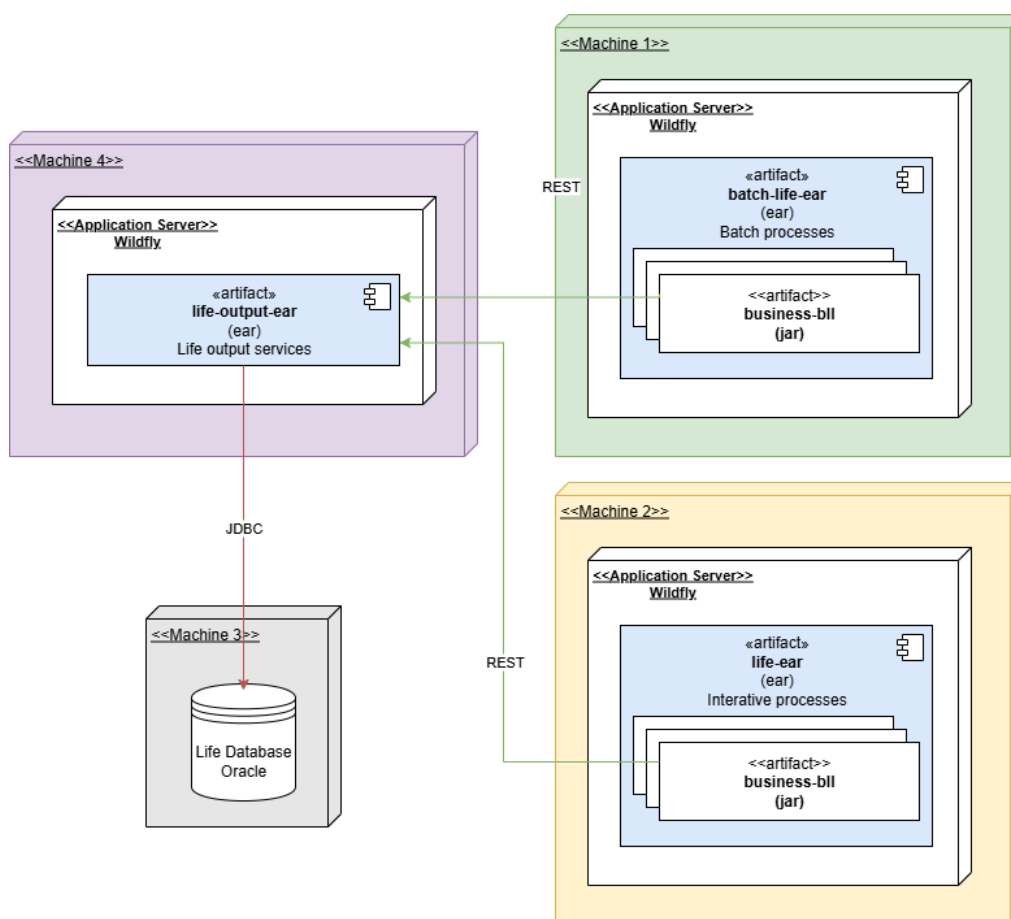 <<Machine 1>>
<<Application Server>>
Wildfly
«artifact»
batch-life-ear
(ear)
Batch processes
<<artifact>>
business-bll
(jar)
REST
<<Machine 4>>
<<Application Server>>
Wildfly
«artifact»
life-output-ear
(ear)
Life output services
JDBC
<<Machine 3>>
Life Database
Oracle
REST
<<Machine 2>>
<<Application Server>>
Wildfly
«artifact»
life-ear
(ear)
Interative processes
<<artifact>>
business-bll
(jar)